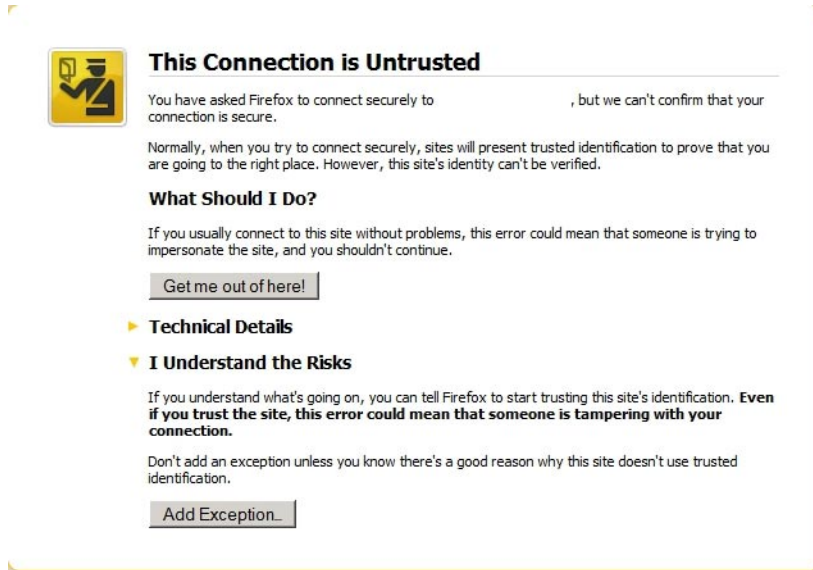 This Connection is Untrusted
You have asked Firefox to connect securely to , but we can't confirm that your
connection is secure.
Normally, when you try to connect securely, sites will present trusted identification to prove that you
are going to the right place. However, this site's identity can't be verified.
What Should I Do?
If you usually connect to this site without problems, this error could mean that someone is trying to
impersonate the site, and you shouldn't continue.
Get me out of here!
Technical Details
I Understand the Risks
If you understand what's going on, you can tell Firefox to start trusting this site's identification. Even
if you trust the site, this error could mean that someone is tampering with your
connection.
Don't add an exception unless you know there's a good reason why this site doesn't use trusted
identification.
Add Exception...